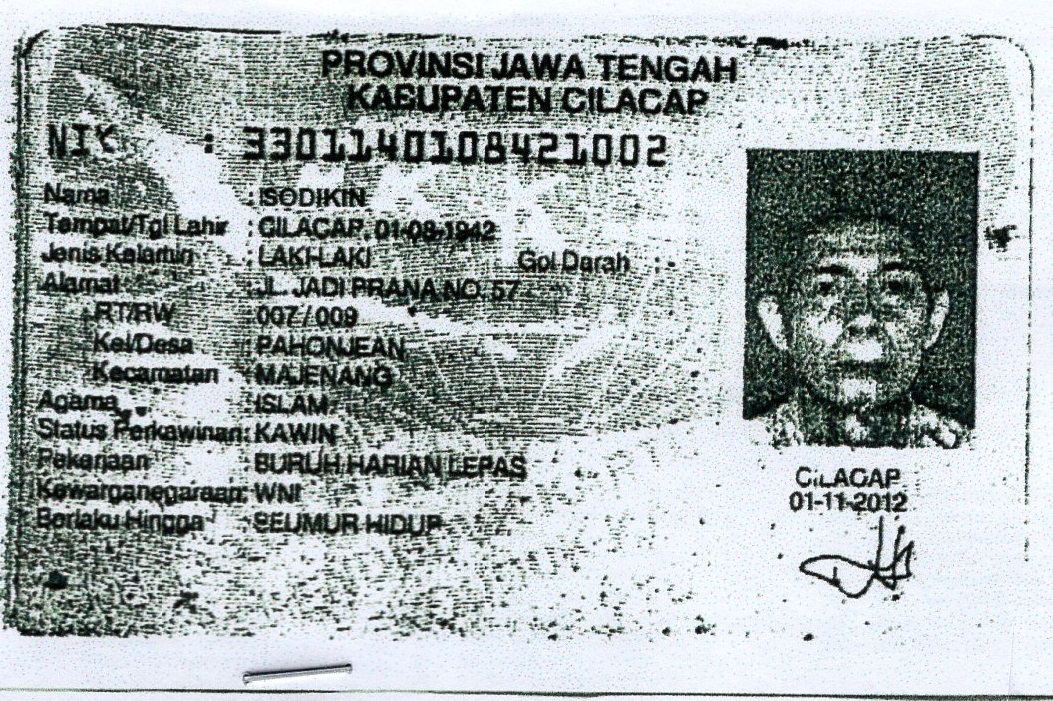 PROVINSI JAWA TENGAH
KABUPATEN CILACAP
NIK : 3301140108421002
Nama : ISODIKIN
Tempat/Tgl Lahir : CILACAP, 01-08-1942
Jenis Kelamin : LAKI-LAKI Gol Darah : -
Alamat : JL. JADI PRANA NO. 57
RT/RW : 007 / 009
Kel/Desa : PAHONJEAN
Kecamatan : MAJENANG
Agama : ISLAM
Status Perkawinan: KAWIN
Pekerjaan : BURUH HARIAN LEPAS
Kewarganegaraan: WNI
Berlaku Hingga : SEUMUR HIDUP
CILACAP
01-11-2012